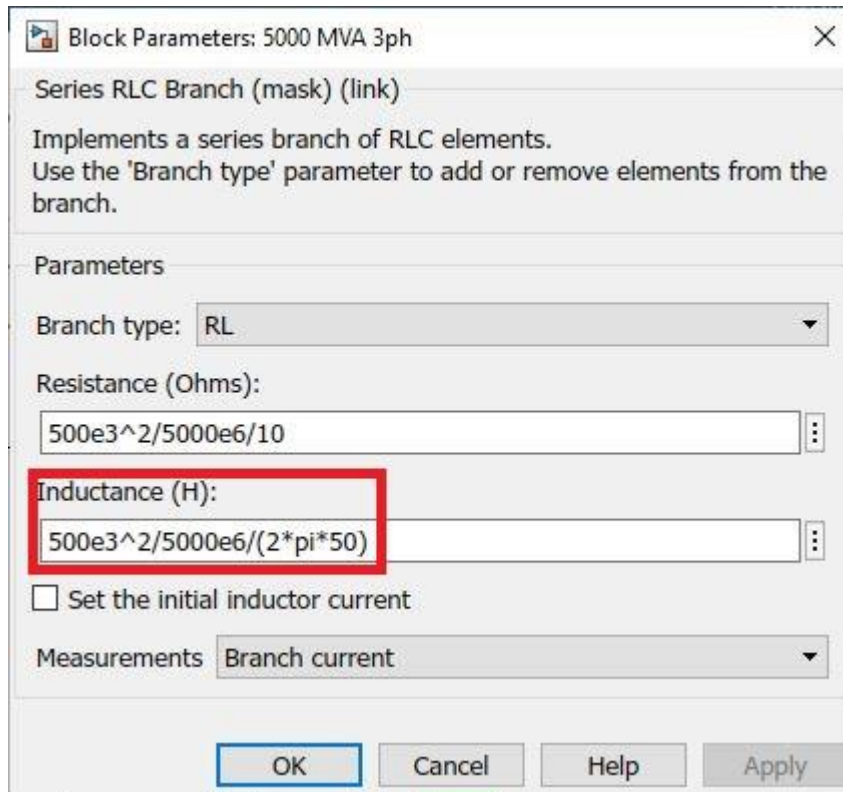 Block Parameters: 5000 MVA 3ph
Series RLC Branch (mask) (link)
Implements a series branch of RLC elements.
Use the 'Branch type' parameter to add or remove elements from the
branch.
Parameters
Branch type: RL
Resistance (Ohms):
500e3^2/5000e6/10
Inductance (H):
500e3^2/5000e6/(2*pi*50)
Set the initial inductor current
Measurements Branch current
OK Cancel Help Apply